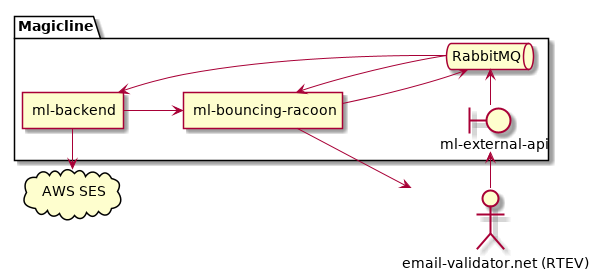 Magicline
RabbitMQ
ml-backend
ml-bouncing-racoon
ml-external-api
AWS SES
email-validator.net (RTEV)